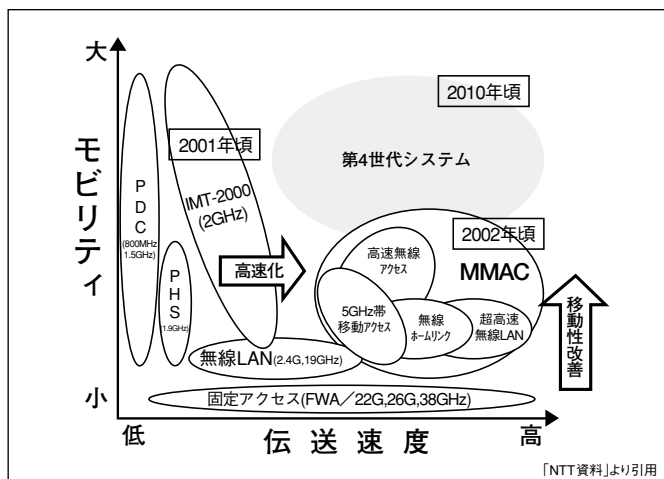 大
モビリティ
小
PDC
(800MHz
1.5GHz)
PHS
(1.9GHz)
2001年頃
IMT-2000
(2GHz)
高速化
2010年頃
第4世代システム
2002年頃
MMAC
高速無線
アクセス
5GHz帯
移動アクセス
無線
ホームリンク
超高速
無線LAN
移動性改善
無線LAN(2.4G,19GHz)
固定アクセス(FWA／22G,26G,38GHz)
低
伝送速度
高
「NTT資料」より引用